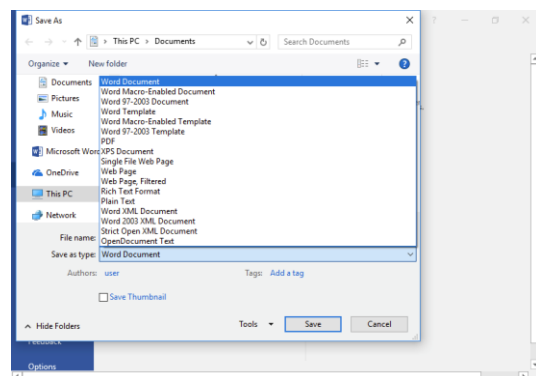 Save As
This PC > Documents
Search Documents
Organize
New folder
Documents
Pictures
Music
Videos
Microsoft Wor
OneDrive
This PC
Network
Word Document
Word Macro-Enabled Document
Word 97-2003 Document
Word Template
Word Macro-Enabled Template
Word 97-2003 Template
PDF
XPS Document
Single File Web Page
Web Page
Web Page, Filtered
Rich Text Format
Plain Text
Word XML Document
Word 2003 XML Document
Strict Open XML Document
OpenDocument Text
File name:
Save as type: Word Document
Authors: user
Tags: Add a tag
Save Thumbnail
Hide Folders
Tools
Save
Cancel
Feedback
Options